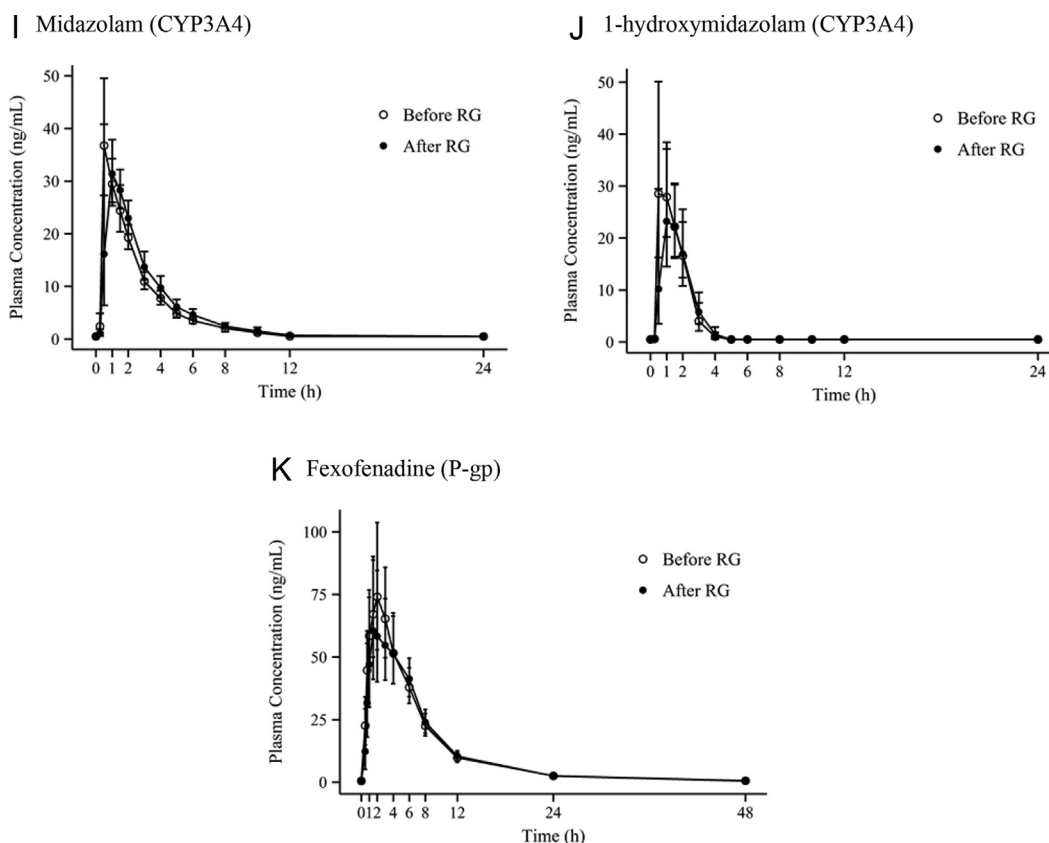 I Midazolam (CYP3A4)
Plasma Concentration (ng/mL)
50
40
30
20
10
0
Before RG
After RG
0 1 2 4 6 8 12 24
Time (h)
J 1-hydroxymidazolam (CYP3A4)
Plasma Concentration (ng/mL)
50
40
30
20
10
0
Before RG
After RG
0 1 2 4 6 8 12 24
Time (h)
K Fexofenadine (P-gp)
Plasma Concentration (ng/mL)
100
75
50
25
0
Before RG
After RG
0 1 2 4 6 8 12 24 48
Time (h)